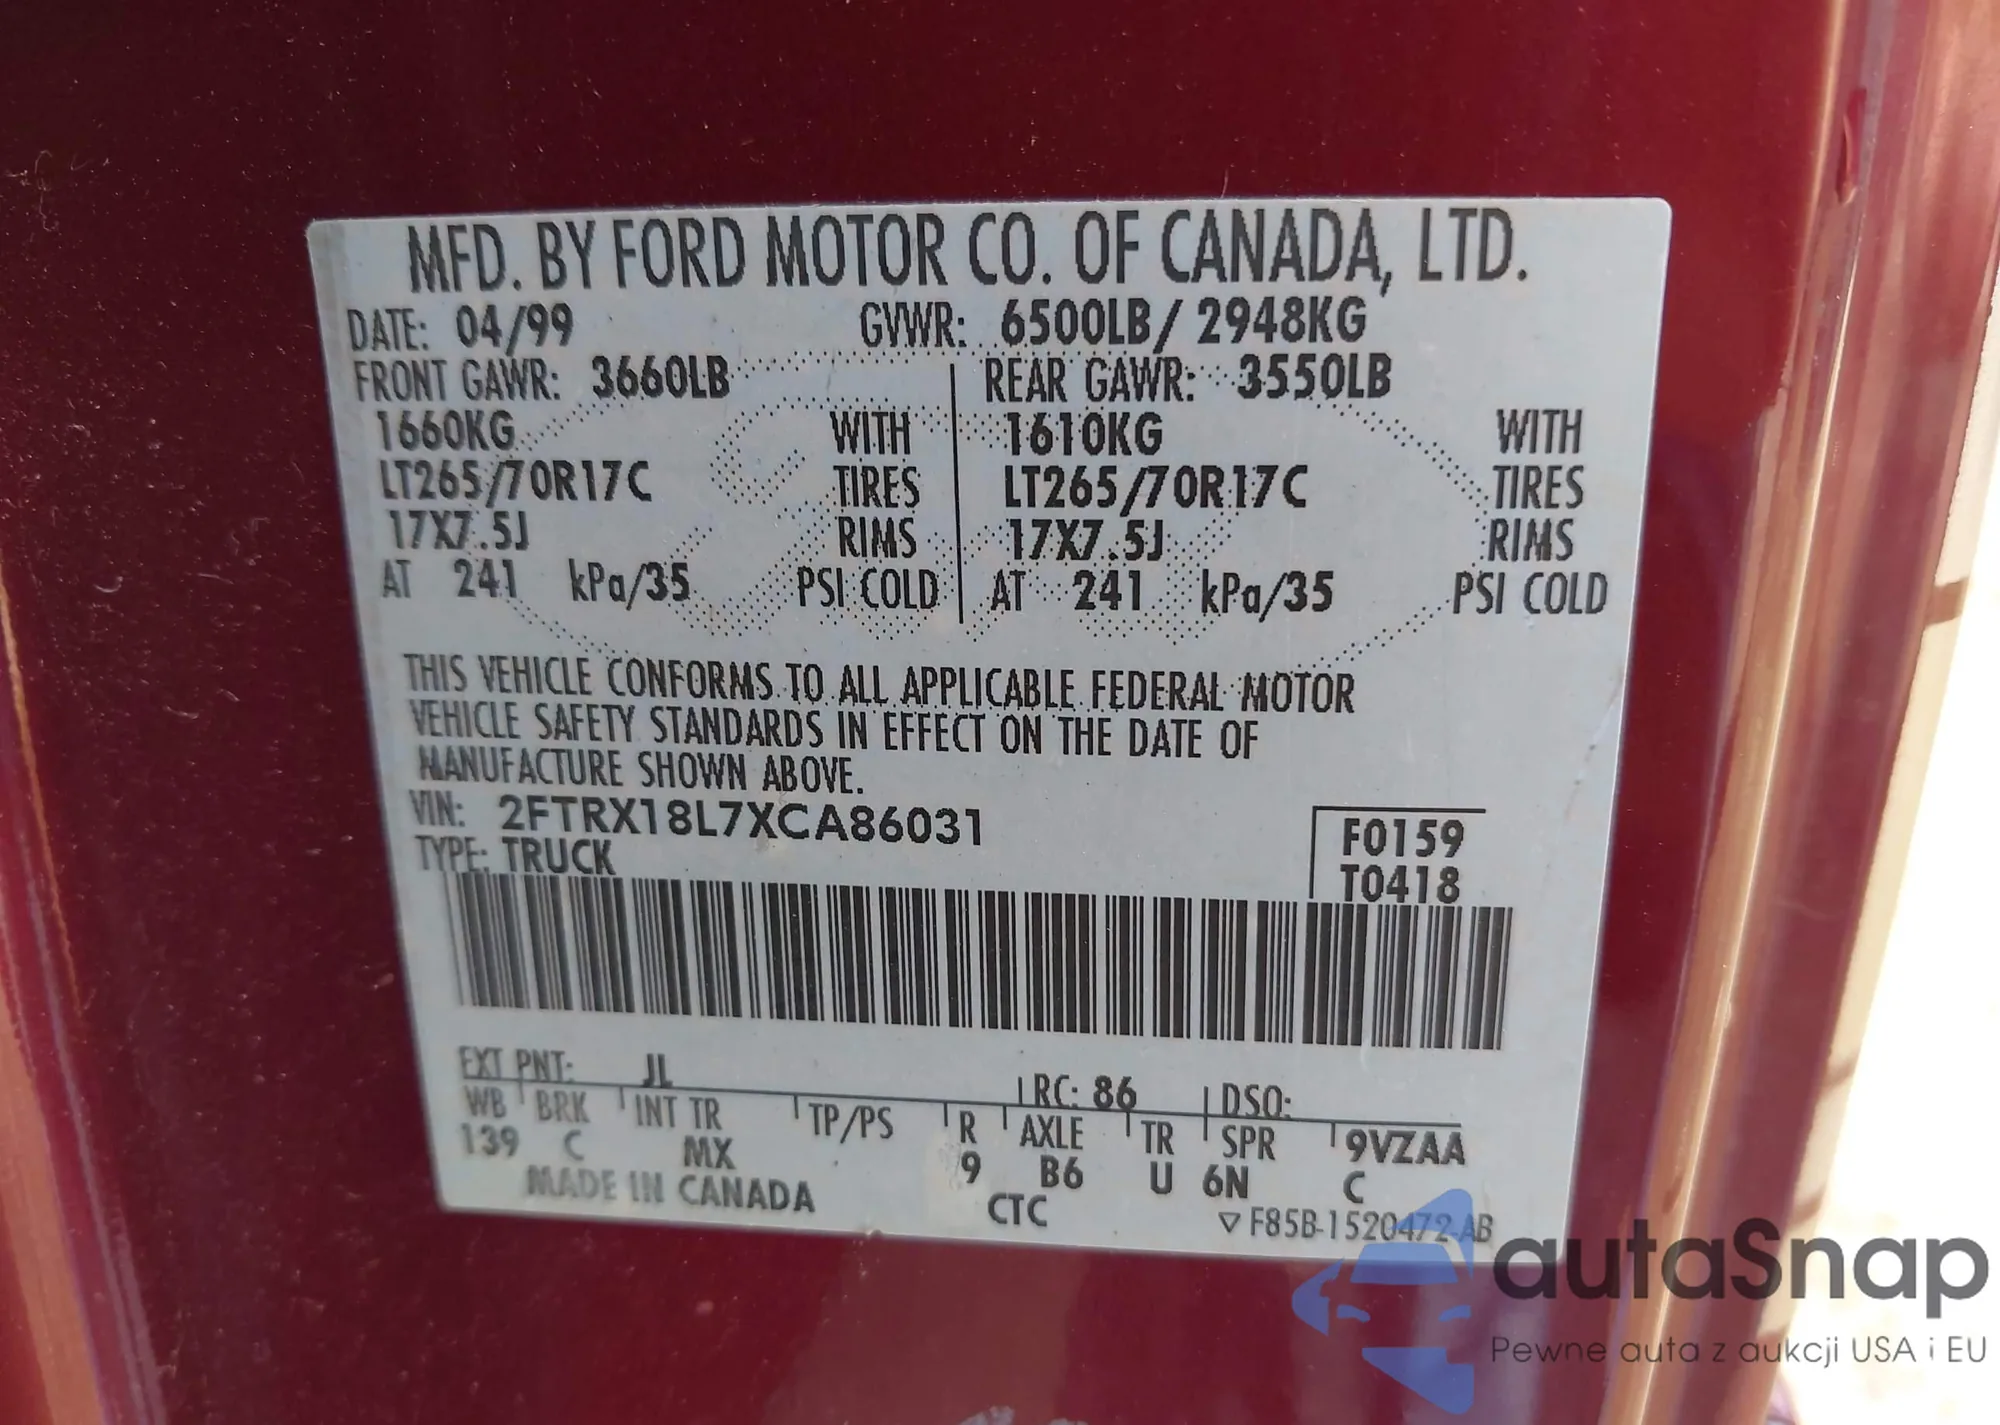 MFD. BY FORD MOTOR CO. OF CANADA, LTD.
DATE: 04/99 GVWR: 6500LB/ 2948KG
FRONT GAWR: 3660LB REAR GAWR: 3550LB
1660KG WITH 1610KG WITH
LT265/70R17C TIRES LT265/70R17C TIRES
17X7.5J RIMS 17X7.5J RIMS
AT 241 kPa/35 PSI COLD AT 241 kPa/35 PSI COLD
THIS VEHICLE CONFORMS TO ALL APPLICABLE FEDERAL MOTOR
VEHICLE SAFETY STANDARDS IN EFFECT ON THE DATE OF
MANUFACTURE SHOWN ABOVE.
VIN: 2FTRX18L7XCA86031 F0159
TYPE: TRUCK T0418
EXT PNT: JL RC: 86 DSO:
WB BRK INT TR TP/PS R AXLE TR SPR 9VZAA
139 C MX 9 B6 U 6N C
MADE IN CANADA CTC ▽ F85B-1520472-AB
autaSnap
Pewne auta z aukcji USA i EU